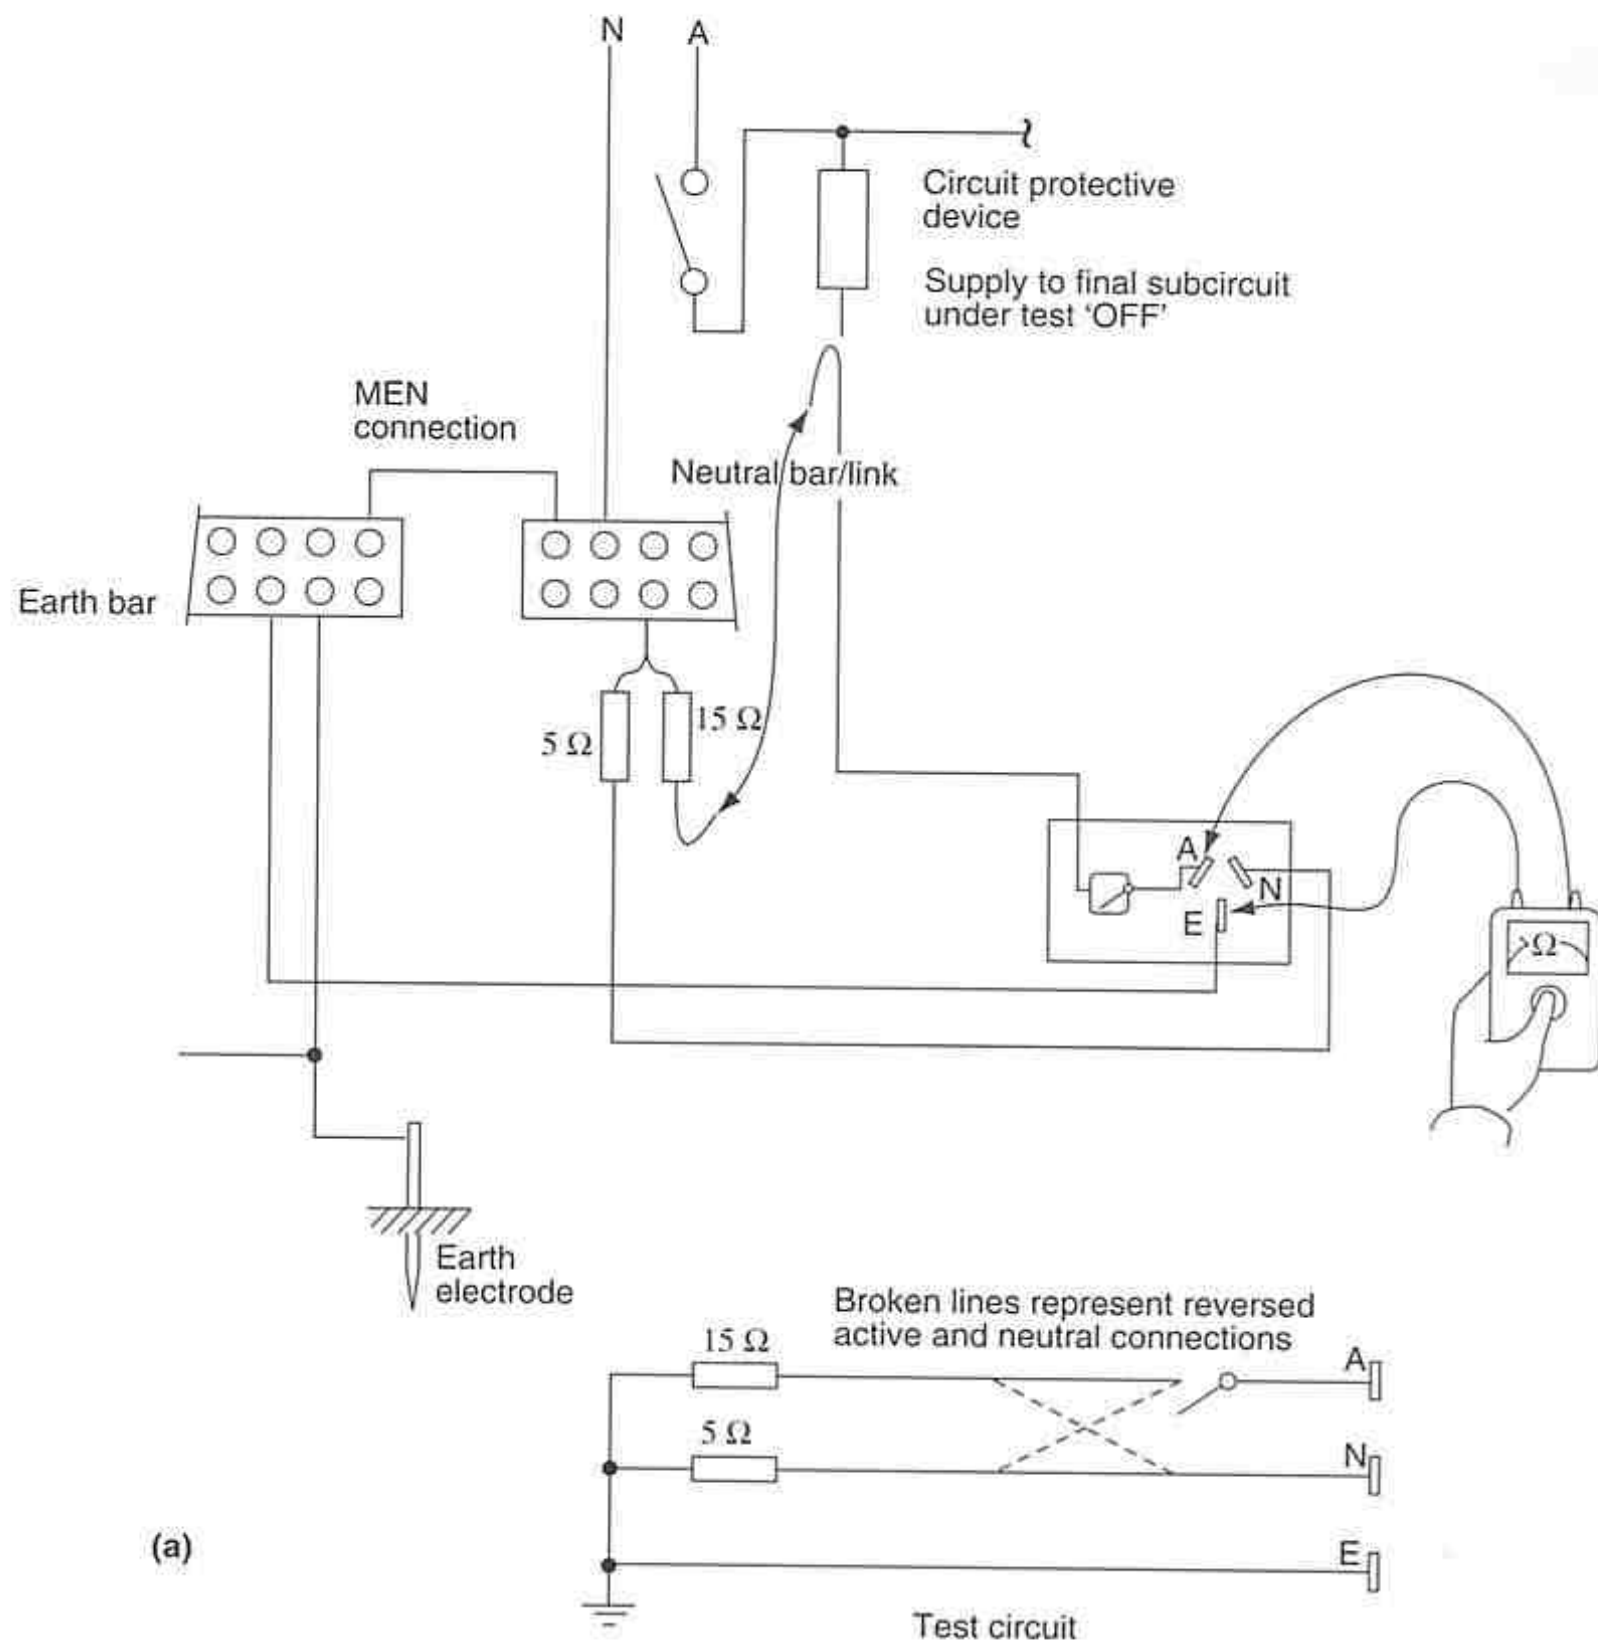 N A
Circuit protective
device
Supply to final subcircuit
under test 'OFF'
MEN
connection
Neutral bar/link
Earth bar
5 Ω
15 Ω
A
N
E
Ω
Earth
electrode
Broken lines represent reversed
active and neutral connections
15 Ω
A
5 Ω
N
(a)
E
Test circuit